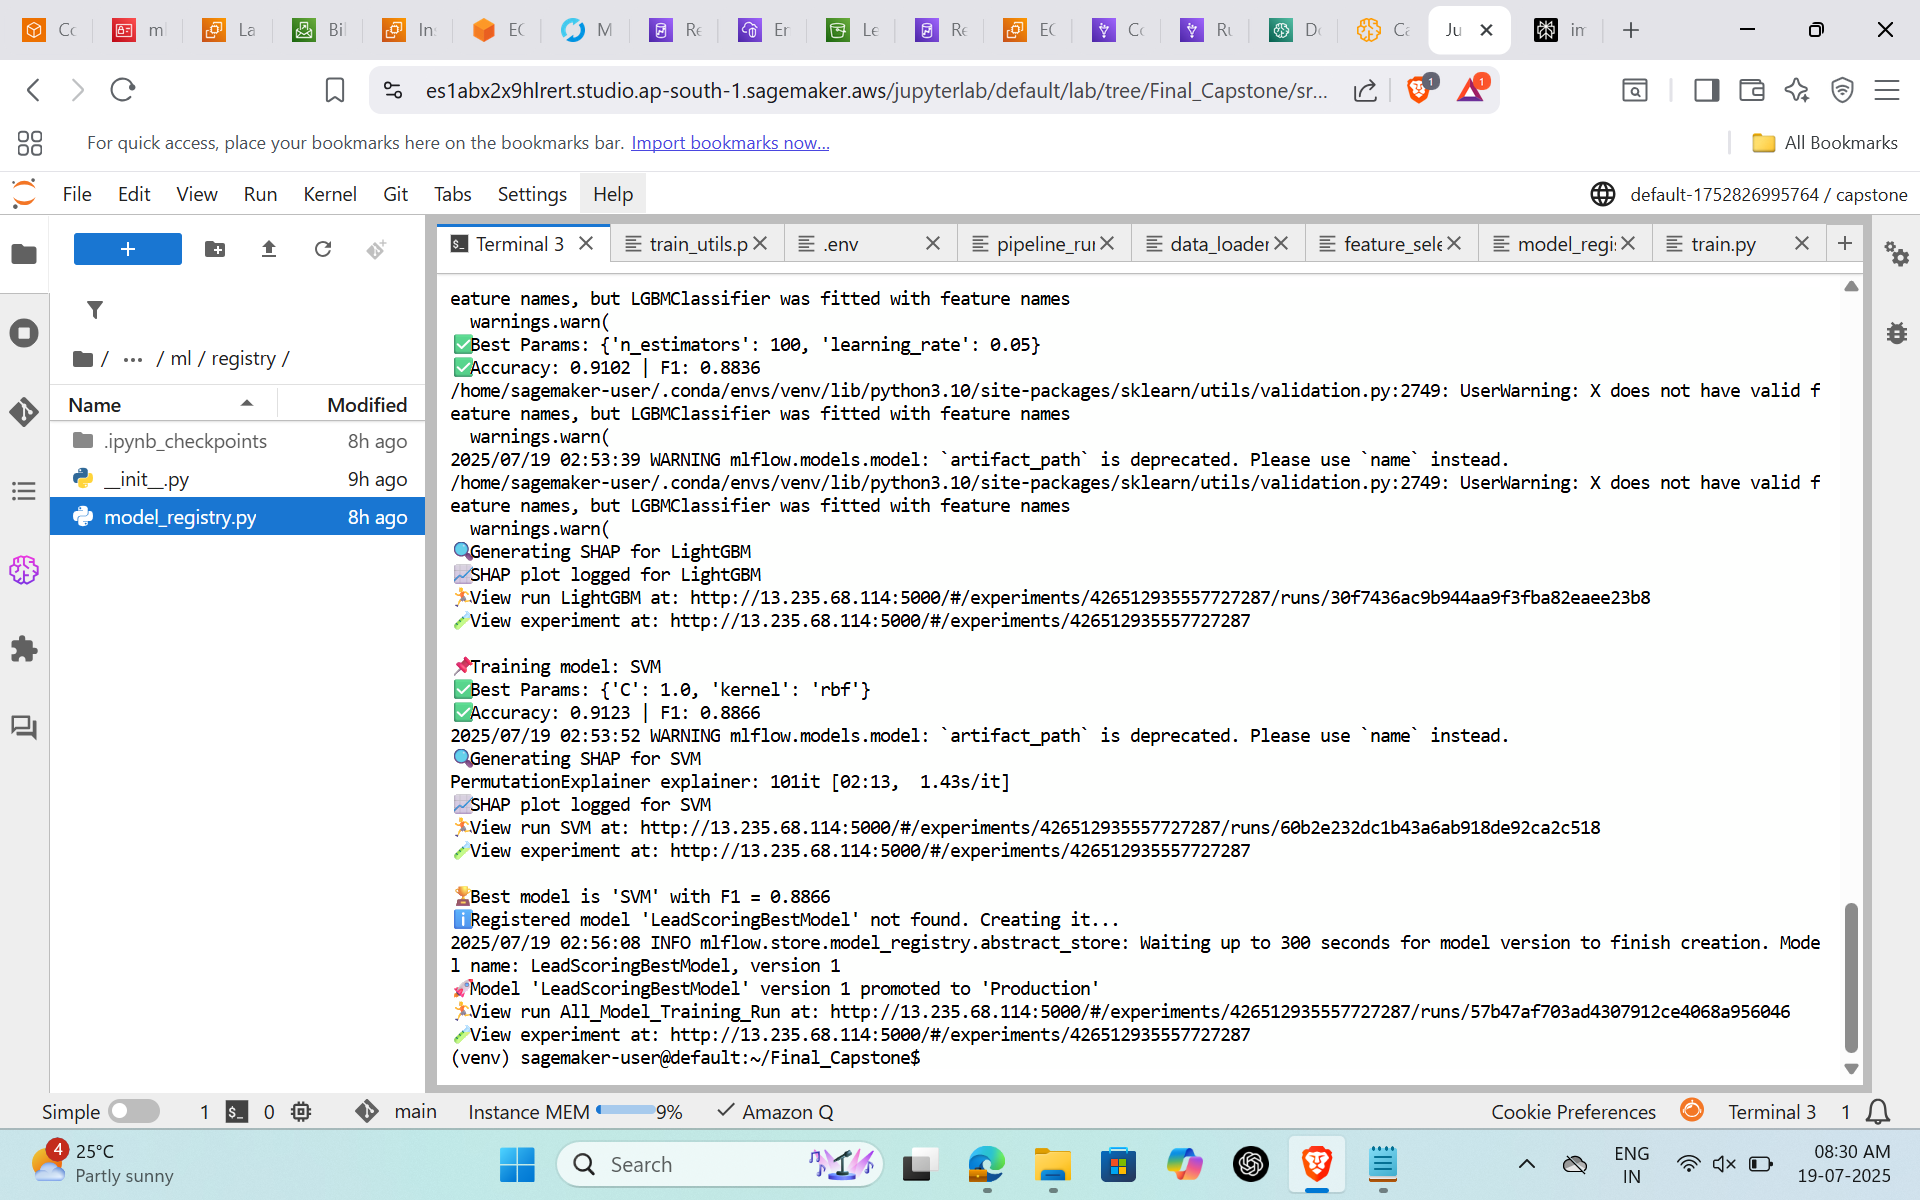 Cc
m
La
Bil
In:
EC
M
Re
Er
Le
Re
EC
Cc
Ru
Dc
Ca
Ju
im
es1abx2x9hlrert.studio.ap-south-1.sagemaker.aws/jupyterlab/default/lab/tree/Final_Capstone/sr...
1
1
For quick access, place your bookmarks here on the bookmarks bar. Import bookmarks now...
All Bookmarks
File Edit View Run Kernel Git Tabs Settings Help
default-1752826995764 / capstone
Terminal 3
train_utils.p
.env
pipeline_ru
data_loader
feature_sele
model_regi
train.py
/ ... / ml / registry /
Name Modified
.ipynb_checkpoints 8h ago
__init__.py 9h ago
model_registry.py 8h ago
eature names, but LGBMClassifier was fitted with feature names
warnings.warn(
✅Best Params: {'n_estimators': 100, 'learning_rate': 0.05}
✅Accuracy: 0.9102 | F1: 0.8836
/home/sagemaker-user/.conda/envs/venv/lib/python3.10/site-packages/sklearn/utils/validation.py:2749: UserWarning: X does not have valid f
eature names, but LGBMClassifier was fitted with feature names
warnings.warn(
2025/07/19 02:53:39 WARNING mlflow.models.model: `artifact_path` is deprecated. Please use `name` instead.
/home/sagemaker-user/.conda/envs/venv/lib/python3.10/site-packages/sklearn/utils/validation.py:2749: UserWarning: X does not have valid f
eature names, but LGBMClassifier was fitted with feature names
warnings.warn(
🔍Generating SHAP for LightGBM
📈SHAP plot logged for LightGBM
🏃View run LightGBM at: http://13.235.68.114:5000/#/experiments/426512935557727287/runs/30f7436ac9b944aa9f3fba82eaee23b8
🧪View experiment at: http://13.235.68.114:5000/#/experiments/426512935557727287
📌Training model: SVM
✅Best Params: {'C': 1.0, 'kernel': 'rbf'}
✅Accuracy: 0.9123 | F1: 0.8866
2025/07/19 02:53:52 WARNING mlflow.models.model: `artifact_path` is deprecated. Please use `name` instead.
🔍Generating SHAP for SVM
PermutationExplainer explainer: 101it [02:13, 1.43s/it]
📈SHAP plot logged for SVM
🏃View run SVM at: http://13.235.68.114:5000/#/experiments/426512935557727287/runs/60b2e232dc1b43a6ab918de92ca2c518
🧪View experiment at: http://13.235.68.114:5000/#/experiments/426512935557727287
🏆Best model is 'SVM' with F1 = 0.8866
ℹ️Registered model 'LeadScoringBestModel' not found. Creating it...
2025/07/19 02:56:08 INFO mlflow.store.model_registry.abstract_store: Waiting up to 300 seconds for model version to finish creation. Mode
l name: LeadScoringBestModel, version 1
🚀Model 'LeadScoringBestModel' version 1 promoted to 'Production'
🏃View run All_Model_Training_Run at: http://13.235.68.114:5000/#/experiments/426512935557727287/runs/57b47af703ad4307912ce4068a956046
🧪View experiment at: http://13.235.68.114:5000/#/experiments/426512935557727287
(venv) sagemaker-user@default:~/Final_Capstone$
Simple 1 0 main Instance MEM 9% Amazon Q Cookie Preferences Terminal 3 1
4
25°C
Partly sunny
Search
ENG
IN
08:30 AM
19-07-2025